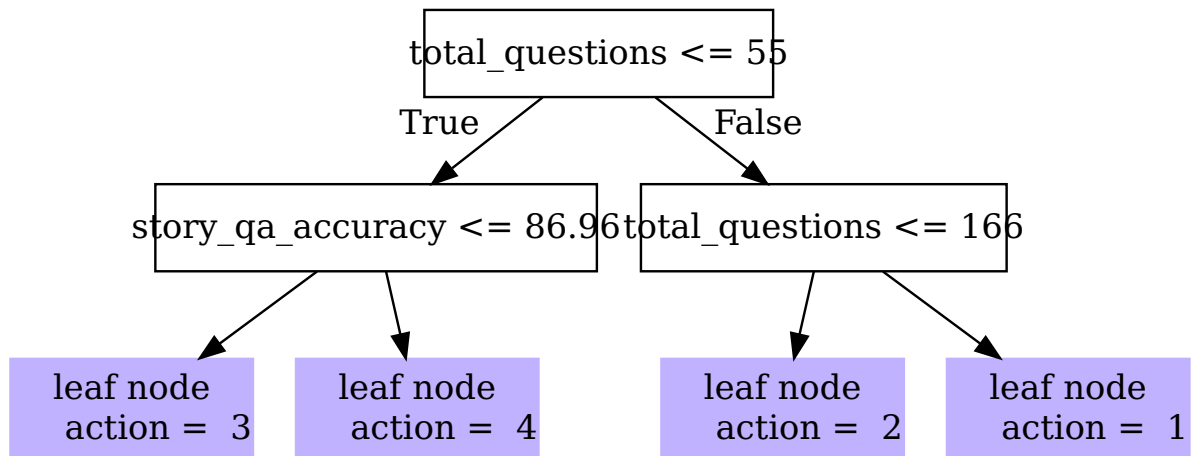 total_questions <= 55
True
False
story_qa_accuracy <= 86.96
total_questions <= 166
leaf node
action = 3
leaf node
action = 4
leaf node
action = 2
leaf node
action = 1